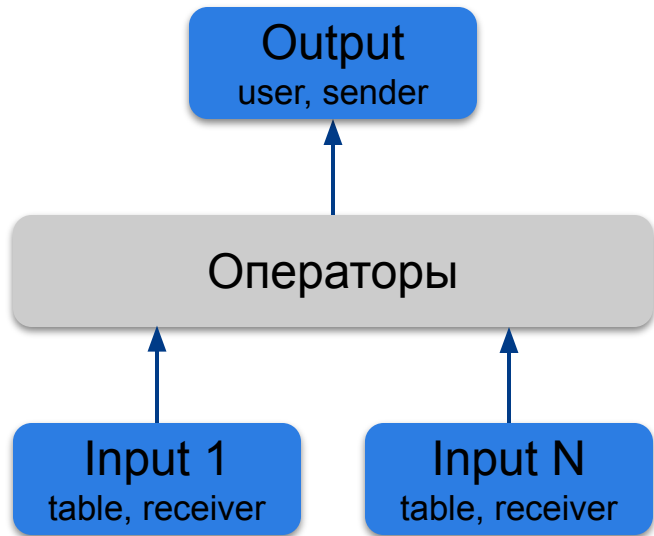 Output
user, sender
Операторы
Input 1
table, receiver
Input N
table, receiver